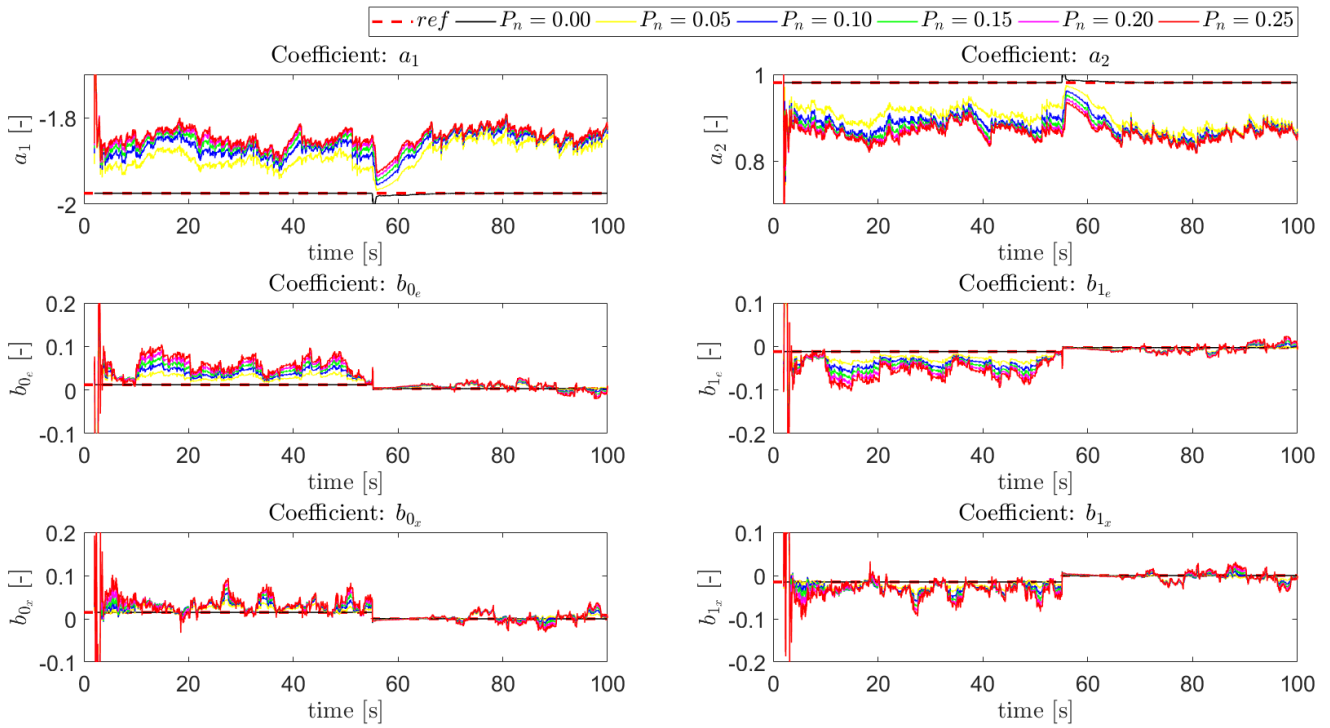 ref P_n = 0.00 P_n = 0.05 P_n = 0.10 P_n = 0.15 P_n = 0.20 P_n = 0.25
Coefficient: a_1
-1.8
-2
a_1 [-]
0 20 40 60 80 100
time [s]
Coefficient: a_2
1
0.8
a_2 [-]
0 20 40 60 80 100
time [s]
Coefficient: b_{0_e}
0.2
0.1
0
-0.1
b_{0_e} [-]
0 20 40 60 80 100
time [s]
Coefficient: b_{1_e}
0.1
0
-0.1
-0.2
b_{1_e} [-]
0 20 40 60 80 100
time [s]
Coefficient: b_{0_x}
0.2
0.1
0
-0.1
b_{0_x} [-]
0 20 40 60 80 100
time [s]
Coefficient: b_{1_x}
0.1
0
-0.1
-0.2
b_{1_x} [-]
0 20 40 60 80 100
time [s]